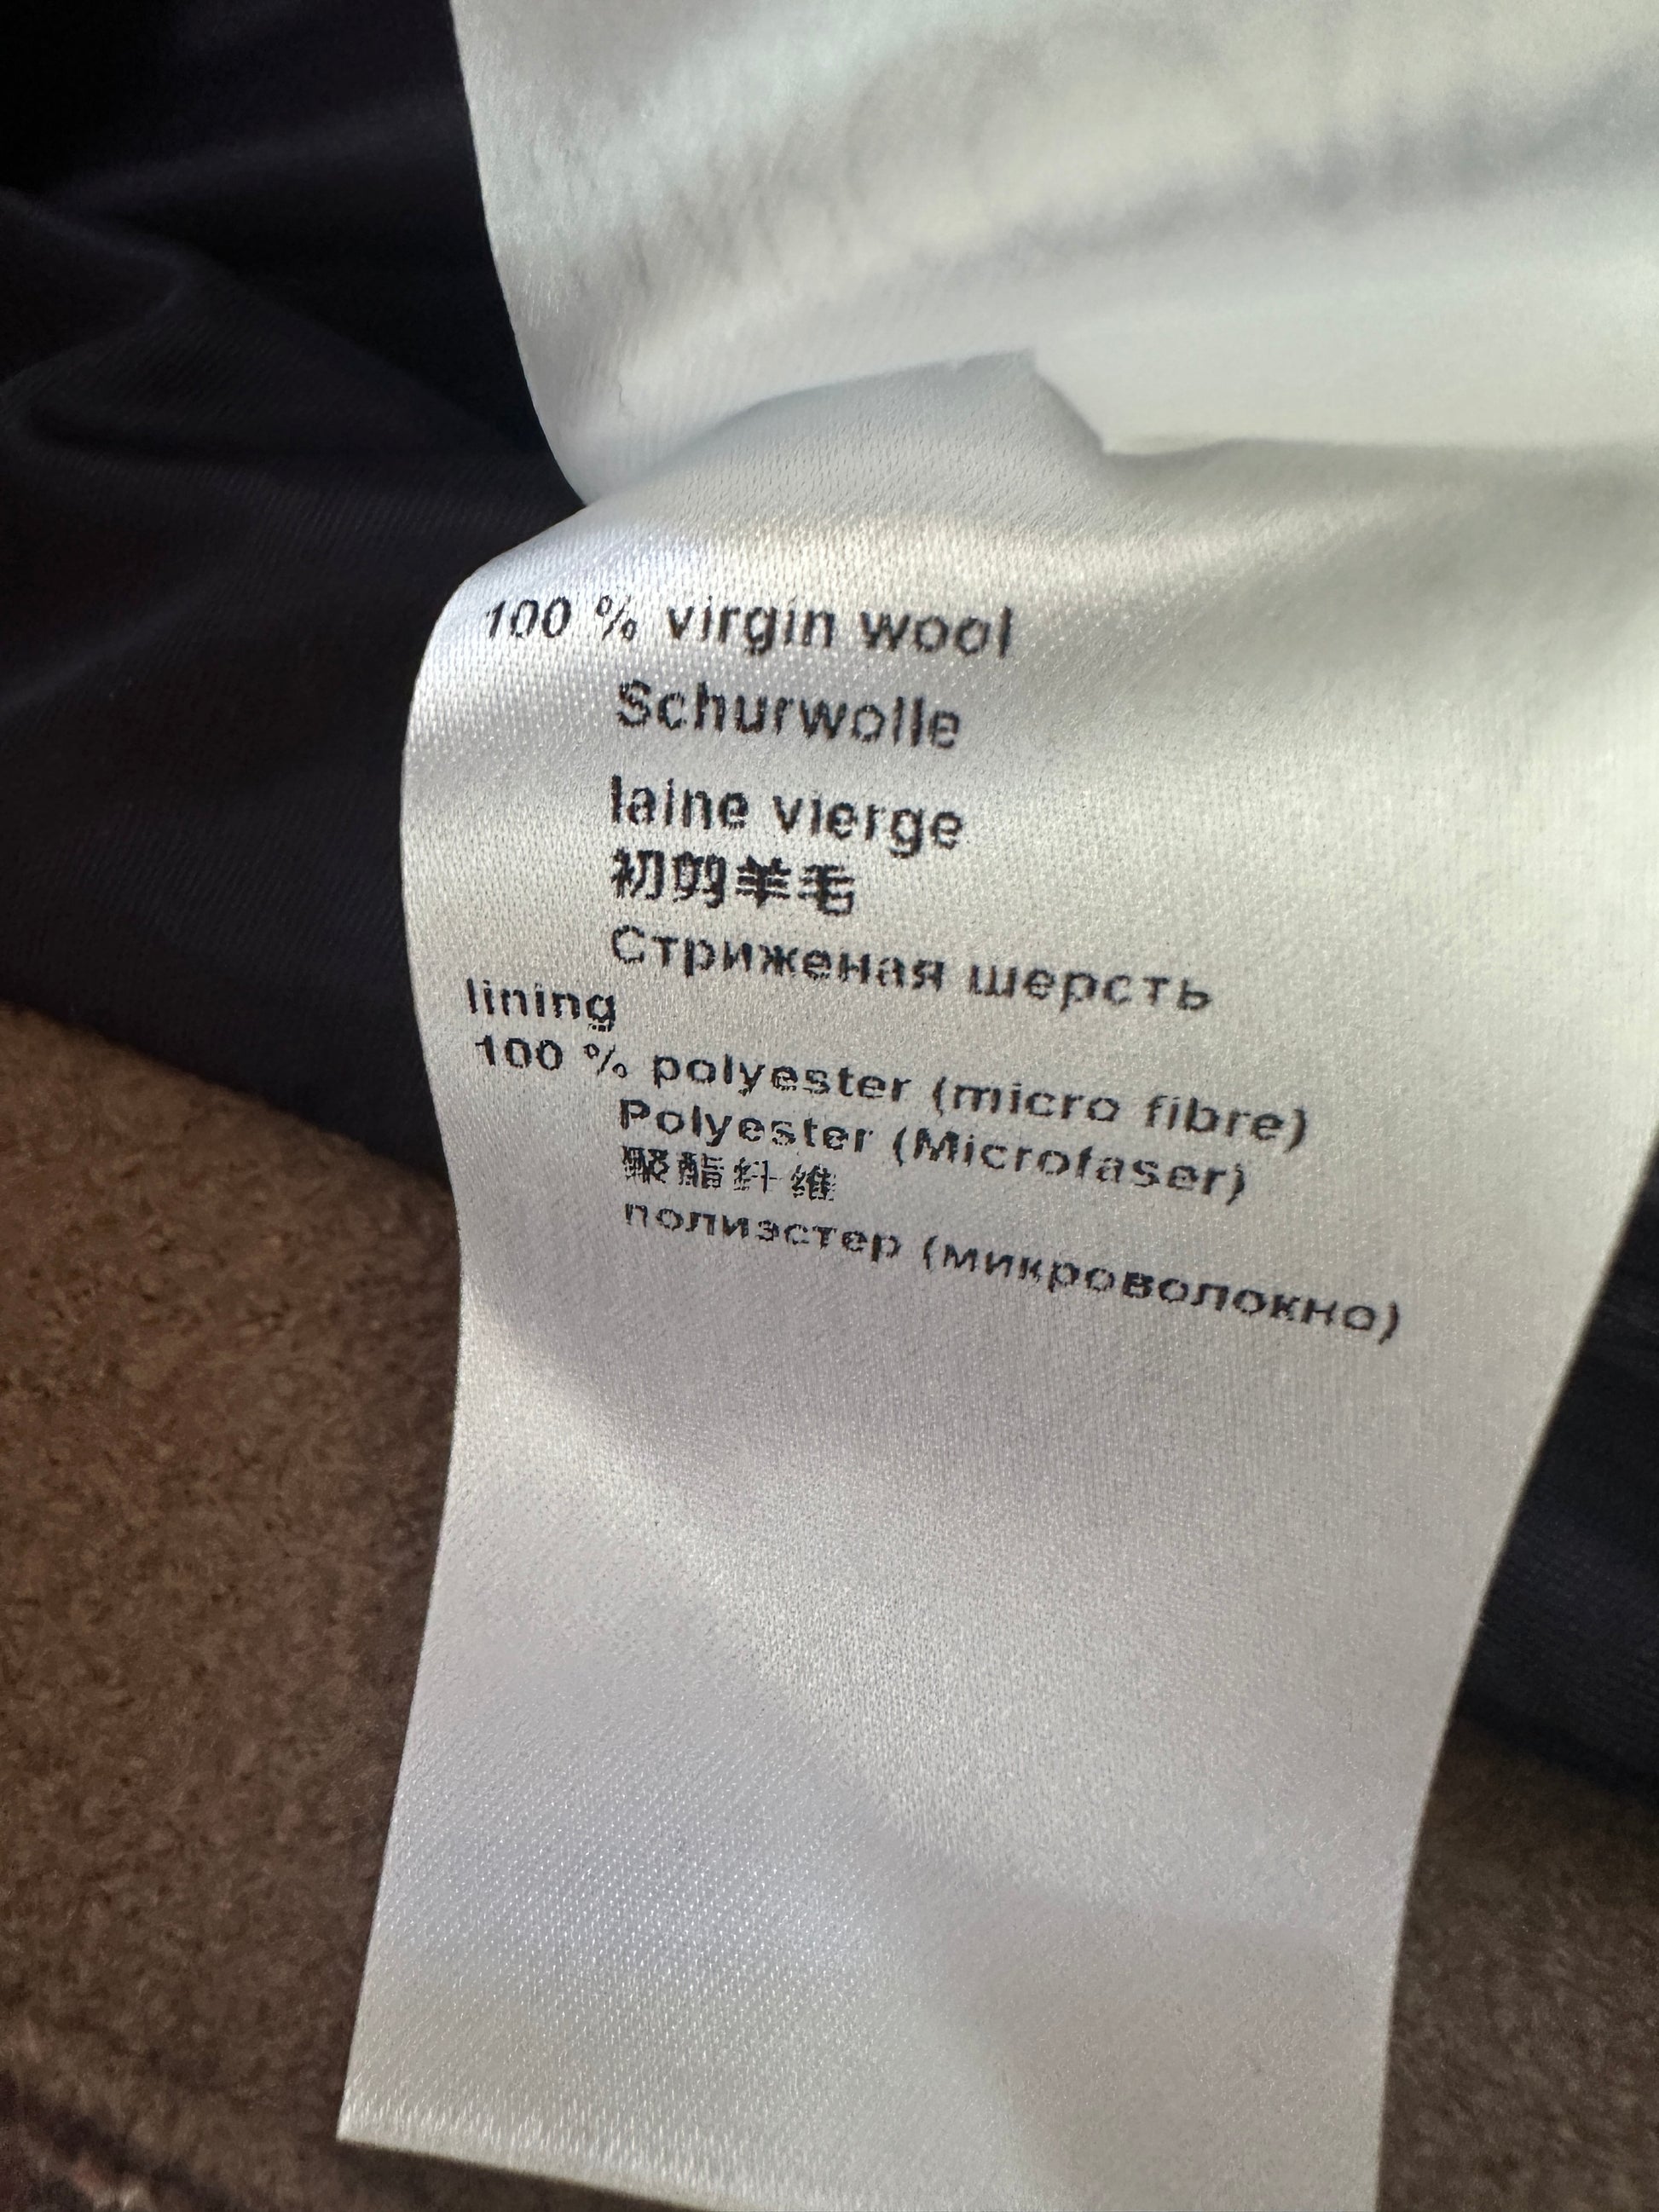 100 % virgin wool
Schurwolle
laine vierge
初剪羊毛
Стриженая шерсть
lining
100 % polyester (micro fibre)
Polyester (Microfaser)
聚酯纤维
полиэстер (микроволокно)